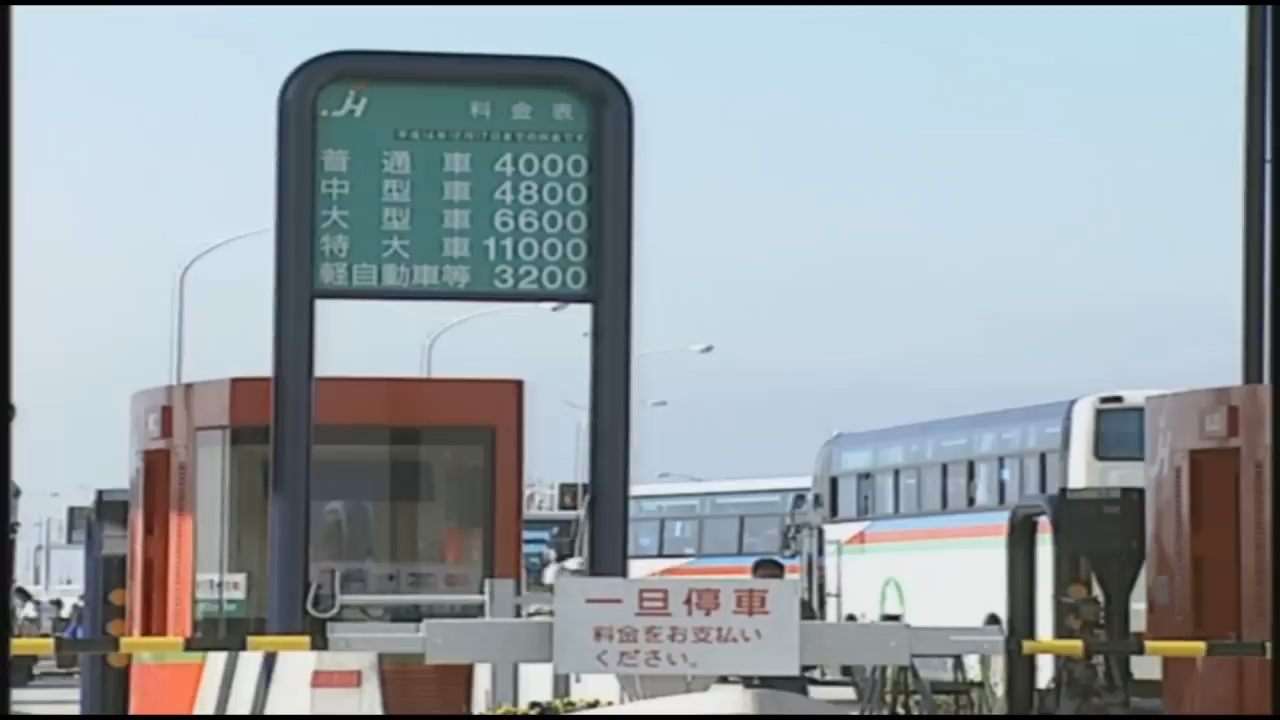 JH 料金表
普通車 4000
中型車 4800
大型車 6600
特大車 11000
軽自動車等 3200
一旦停車
料金をお支払い
ください。